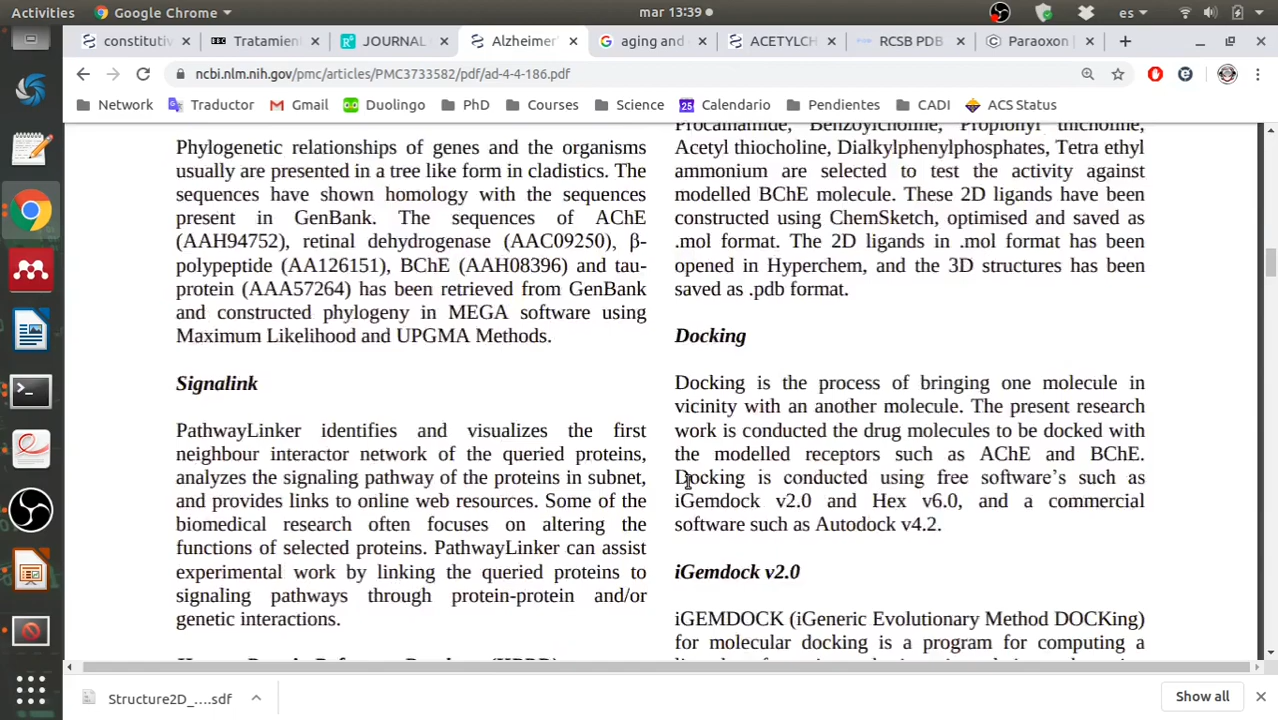 Activities
Google Chrome
mar 13:39
es
constitutiv
Tratamien
JOURNAL
Alzheimer'
aging and
ACETYLCH
RCSB PDB
Paraoxon
ncbi.nlm.nih.gov/pmc/articles/PMC3733582/pdf/ad-4-4-186.pdf
Network
Traductor
Gmail
Duolingo
PhD
Courses
Science
Calendario
Pendientes
CADI
ACS Status
Phylogenetic relationships of genes and the organisms
usually are presented in a tree like form in cladistics. The
sequences have shown homology with the sequences
present in GenBank. The sequences of AChE
(AAH94752), retinal dehydrogenase (AAC09250), β-
polypeptide (AA126151), BChE (AAH08396) and tau-
protein (AAA57264) has been retrieved from GenBank
and constructed phylogeny in MEGA software using
Maximum Likelihood and UPGMA Methods.
Signalink
PathwayLinker identifies and visualizes the first
neighbour interactor network of the queried proteins,
analyzes the signaling pathway of the proteins in subnet,
and provides links to online web resources. Some of the
biomedical research often focuses on altering the
functions of selected proteins. PathwayLinker can assist
experimental work by linking the queried proteins to
signaling pathways through protein-protein and/or
genetic interactions.
Procainamide, Benzoylcholine, Propionyl thicholine,
Acetyl thiocholine, Dialkylphenylphosphates, Tetra ethyl
ammonium are selected to test the activity against
modelled BChE molecule. These 2D ligands have been
constructed using ChemSketch, optimised and saved as
.mol format. The 2D ligands in .mol format has been
opened in Hyperchem, and the 3D structures has been
saved as .pdb format.
Docking
Docking is the process of bringing one molecule in
vicinity with an another molecule. The present research
work is conducted the drug molecules to be docked with
the modelled receptors such as AChE and BChE.
Docking is conducted using free software's such as
iGemdock v2.0 and Hex v6.0, and a commercial
software such as Autodock v4.2.
iGemdock v2.0
iGEMDOCK (iGeneric Evolutionary Method DOCKing)
for molecular docking is a program for computing a
Structure2D_....sdf
Show all